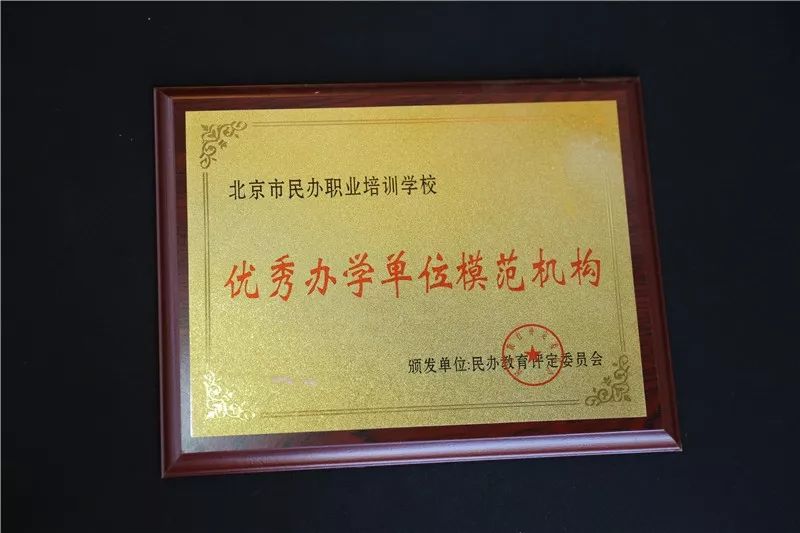 北京市民办职业培训学校
优秀办学单位模范机构
颁发单位:民办教育评定委员会